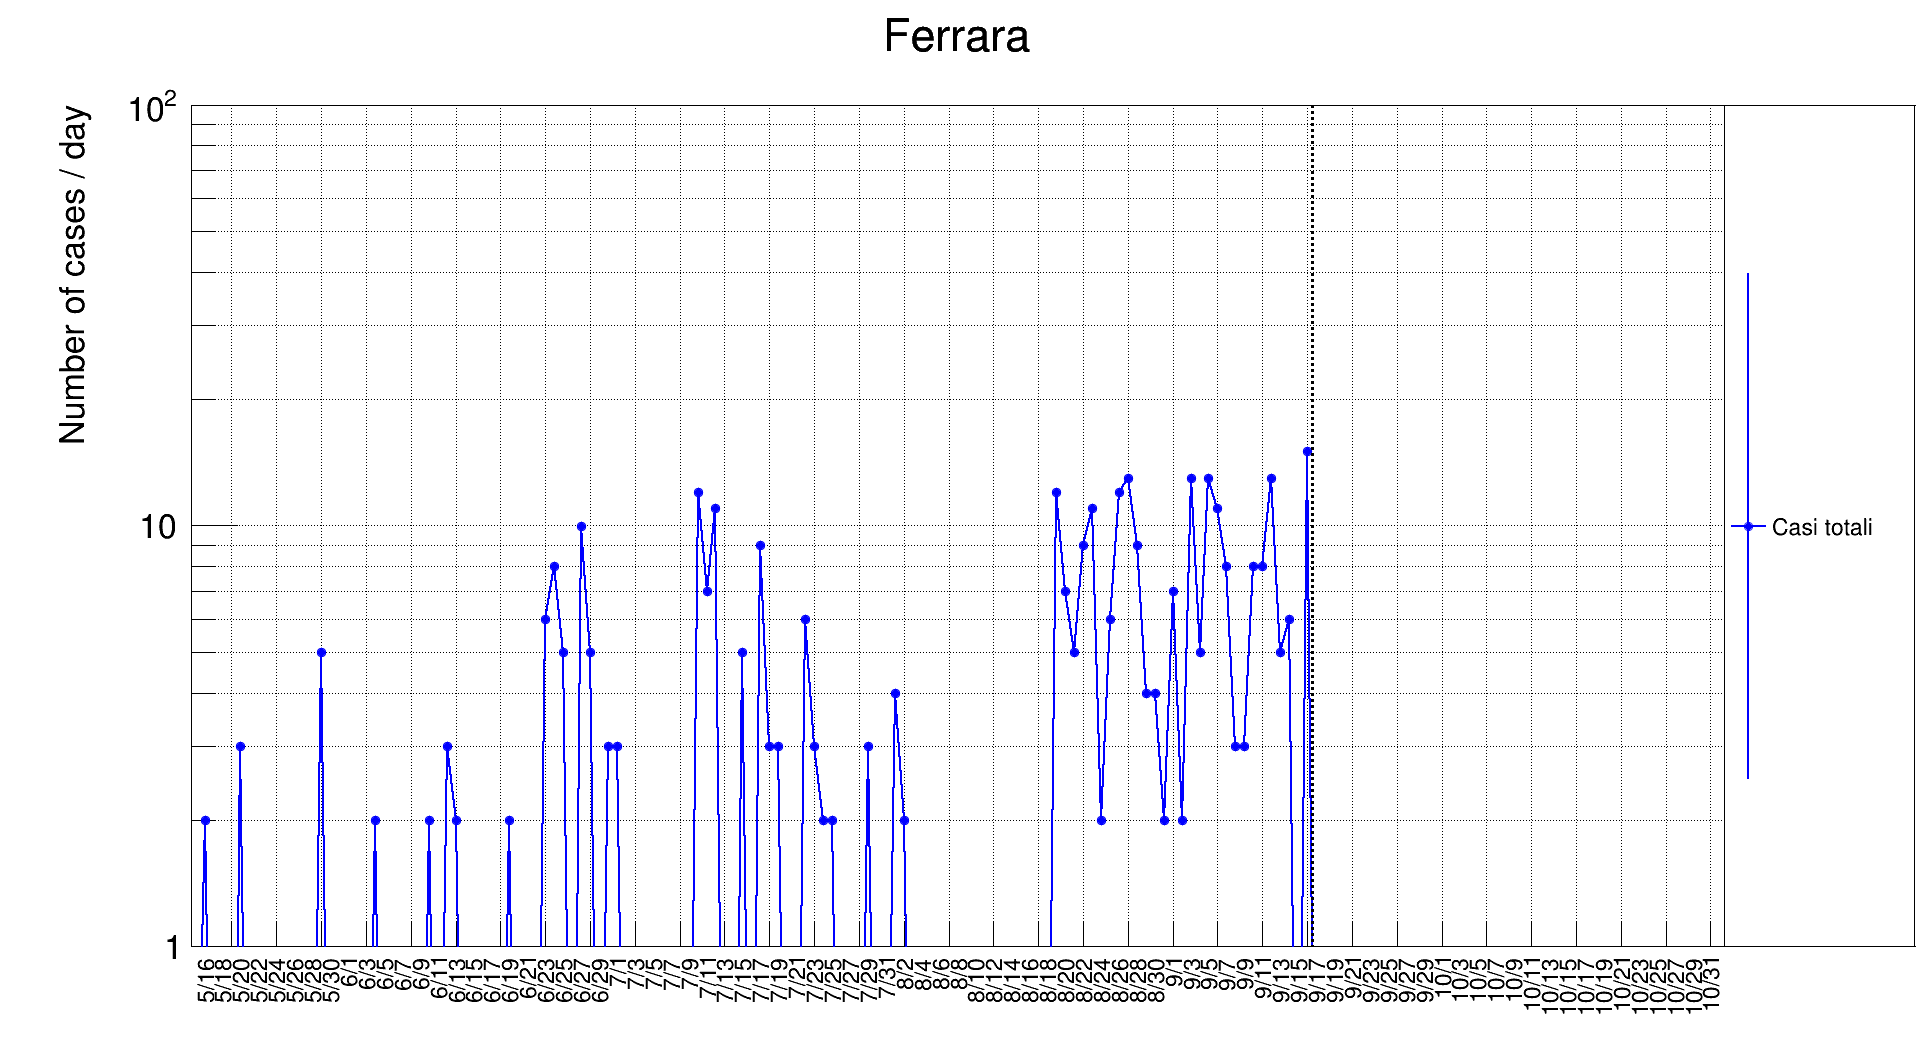 Ferrara
Number of cases / day
10²
10
1
Casi totali
5/16 5/18 5/20 5/22 5/24 5/26 5/28 5/30 6/1 6/3 6/5 6/7 6/9 6/11 6/13 6/15 6/17 6/19 6/21 6/23 6/25 6/27 6/29 7/1 7/3 7/5 7/7 7/9 7/11 7/13 7/15 7/17 7/19 7/21 7/23 7/25 7/27 7/29 7/31 8/2 8/4 8/6 8/8 8/10 8/12 8/14 8/16 8/18 8/20 8/22 8/24 8/26 8/28 8/30 9/1 9/3 9/5 9/7 9/9 9/11 9/13 9/15 9/17 9/19 9/21 9/23 9/25 9/27 9/29 10/1 10/3 10/5 10/7 10/9 10/11 10/13 10/15 10/17 10/19 10/21 10/23 10/25 10/27 10/29 10/31